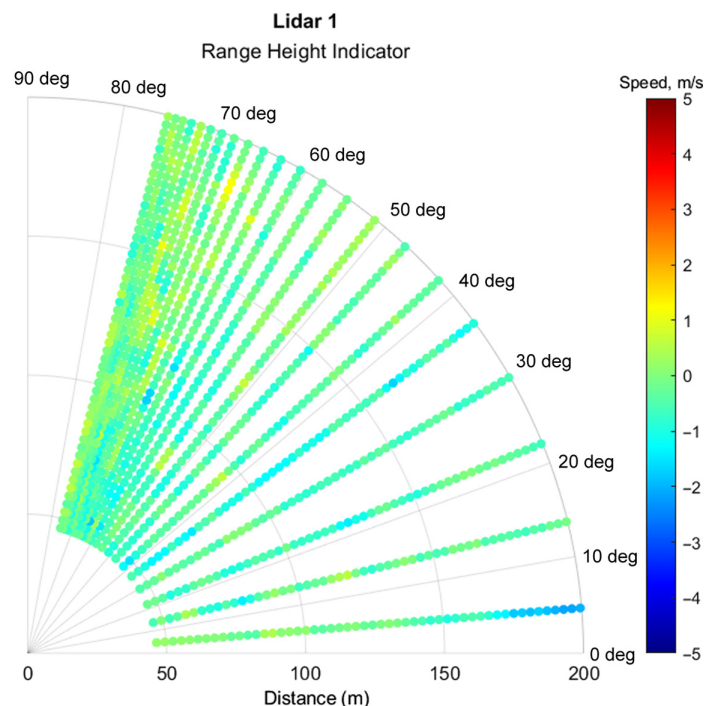 Lidar 1
Range Height Indicator
90 deg
80 deg
70 deg
60 deg
50 deg
40 deg
30 deg
20 deg
10 deg
0 deg
0
50
100
150
200
Distance (m)
Speed, m/s
5
4
3
2
1
0
−1
−2
−3
−4
−5